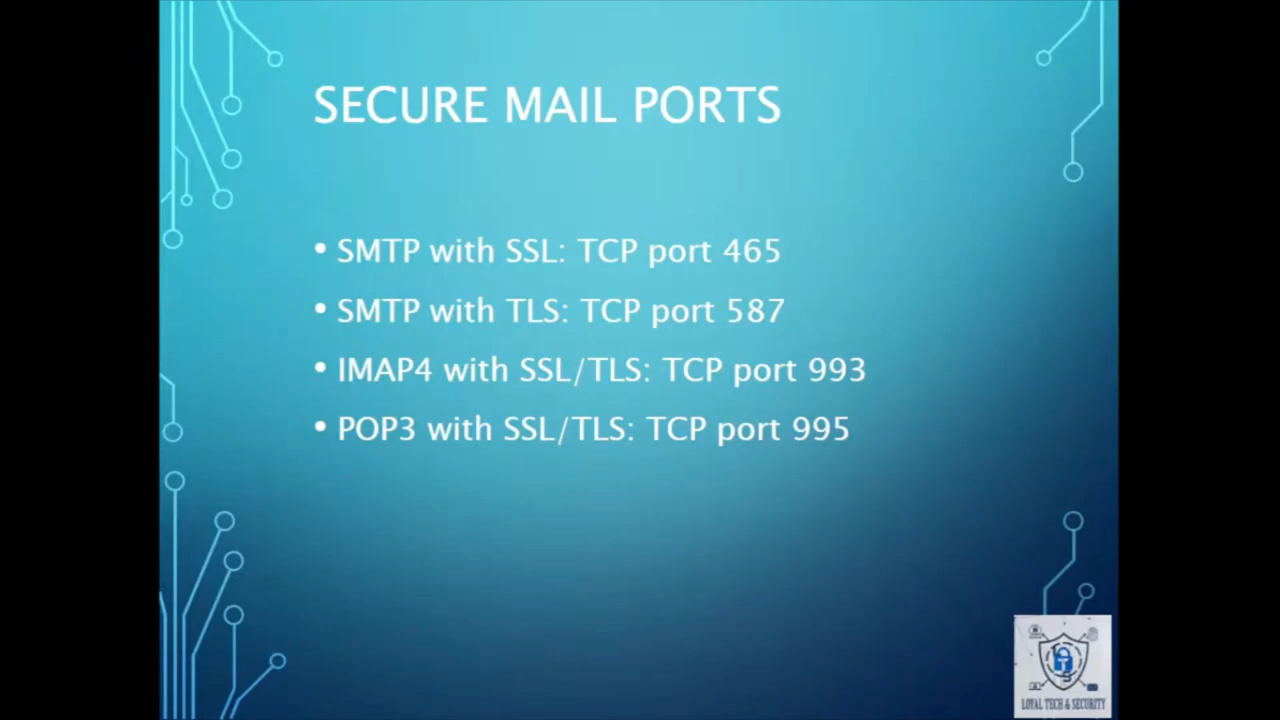 SECURE MAIL PORTS
• SMTP with SSL: TCP port 465
• SMTP with TLS: TCP port 587
• IMAP4 with SSL/TLS: TCP port 993
• POP3 with SSL/TLS: TCP port 995
LOYAL TECH & SECURITY